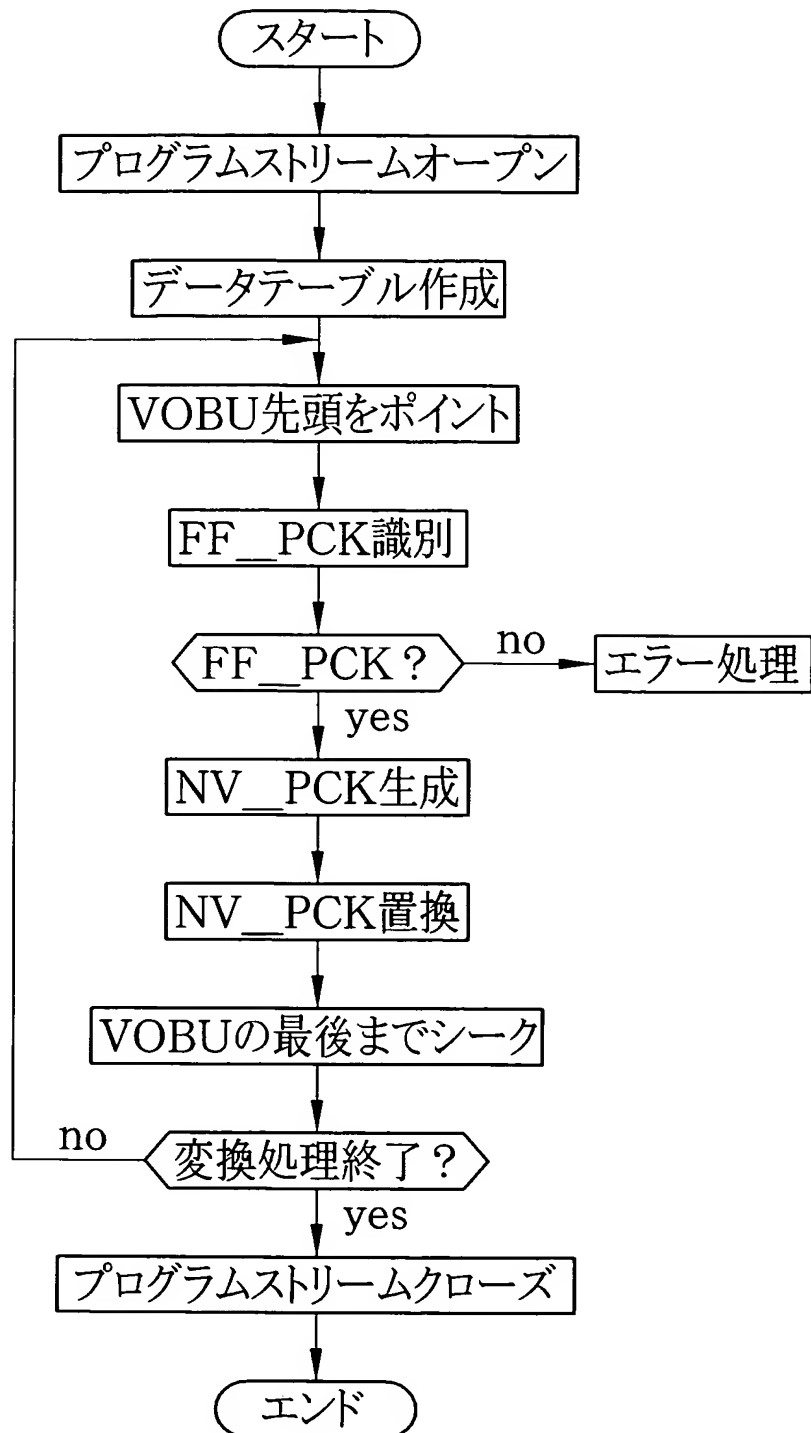 スタート
プログラムストリームオープン
データテーブル作成
VOBU先頭をポイント
FF__PCK識別
FF__PCK?
no
エラー処理
yes
NV__PCK生成
NV__PCK置換
VOBUの最後までシーク
no
変換処理終了?
yes
プログラムストリームクローズ
エンド